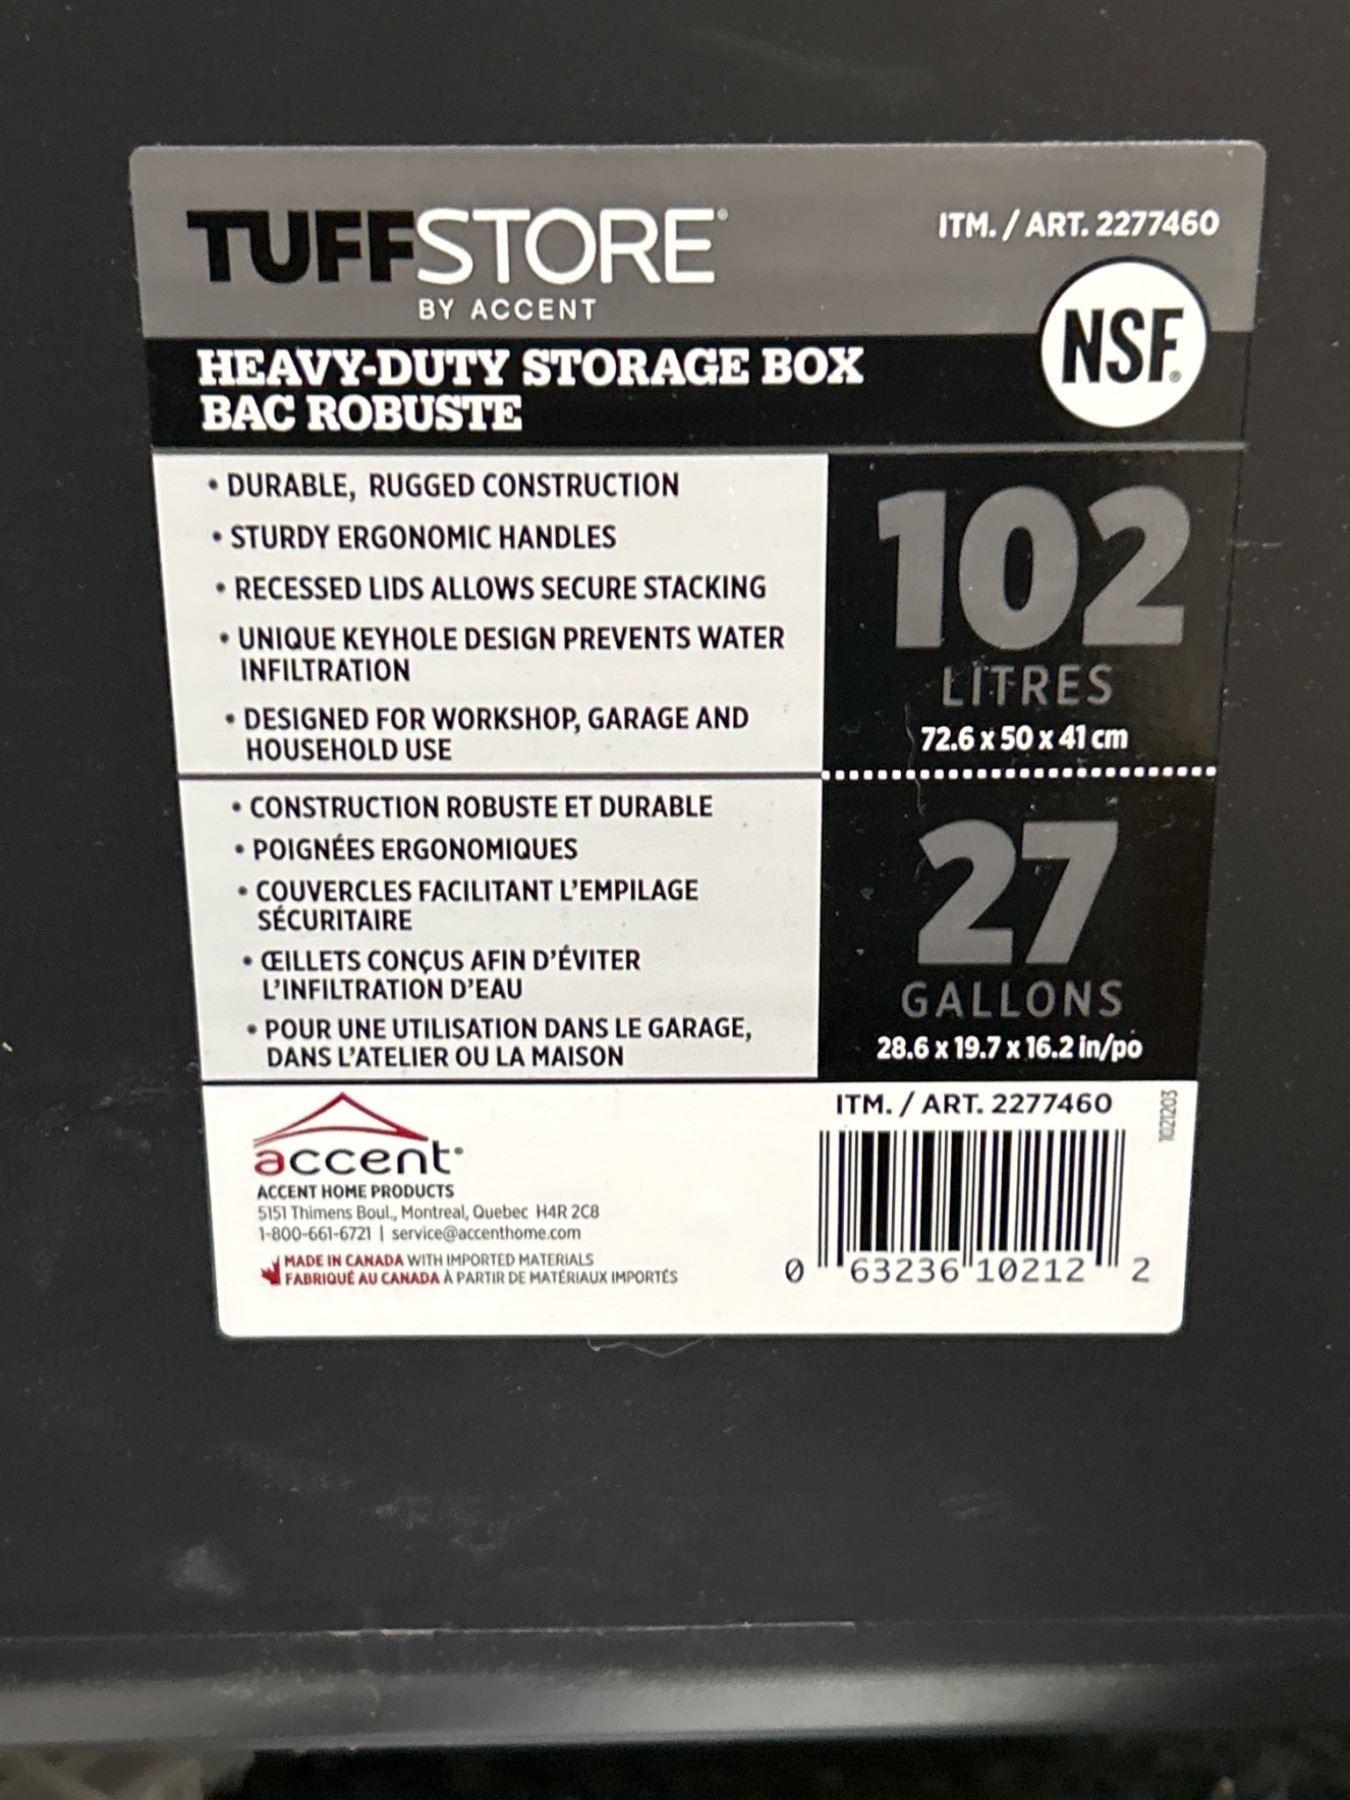 TUFFSTORE®
BY ACCENT
ITM. / ART. 2277460
NSF®
HEAVY-DUTY STORAGE BOX
BAC ROBUSTE
• DURABLE, RUGGED CONSTRUCTION
• STURDY ERGONOMIC HANDLES
• RECESSED LIDS ALLOWS SECURE STACKING
• UNIQUE KEYHOLE DESIGN PREVENTS WATER
INFILTRATION
• DESIGNED FOR WORKSHOP, GARAGE AND
HOUSEHOLD USE
102
LITRES
72.6 x 50 x 41 cm
• CONSTRUCTION ROBUSTE ET DURABLE
• POIGNÉES ERGONOMIQUES
• COUVERCLES FACILITANT L'EMPILAGE
SÉCURITAIRE
• ŒILLETS CONÇUS AFIN D'ÉVITER
L'INFILTRATION D'EAU
• POUR UNE UTILISATION DANS LE GARAGE,
DANS L'ATELIER OU LA MAISON
27
GALLONS
28.6 x 19.7 x 16.2 in/po
accent®
ACCENT HOME PRODUCTS
5151 Thimens Boul., Montreal, Quebec H4R 2C8
1-800-661-6721 | service@accenthome.com
MADE IN CANADA WITH IMPORTED MATERIALS
FABRIQUÉ AU CANADA À PARTIR DE MATÉRIAUX IMPORTÉS
ITM. / ART. 2277460
1021203
0 63236 10212 2